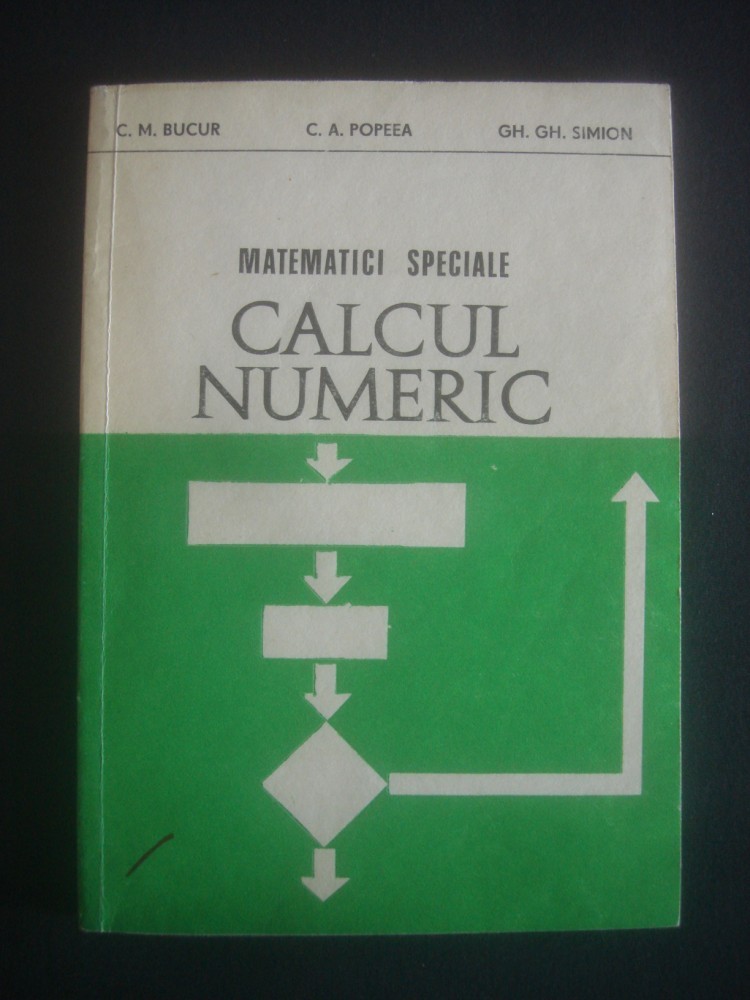 C. M. BUCUR C. A. POPEEA GH. GH. SIMION
MATEMATICI SPECIALE
CALCUL
NUMERIC